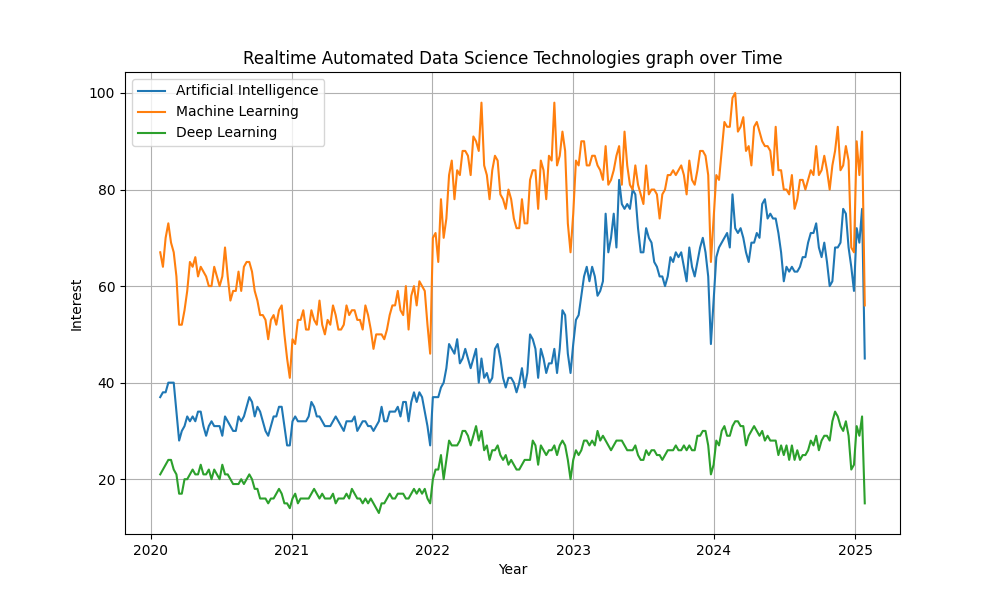 Realtime Automated Data Science Technologies graph over Time
Artificial Intelligence
Machine Learning
Deep Learning
100
80
60
40
20
Interest
2020 2021 2022 2023 2024 2025
Year